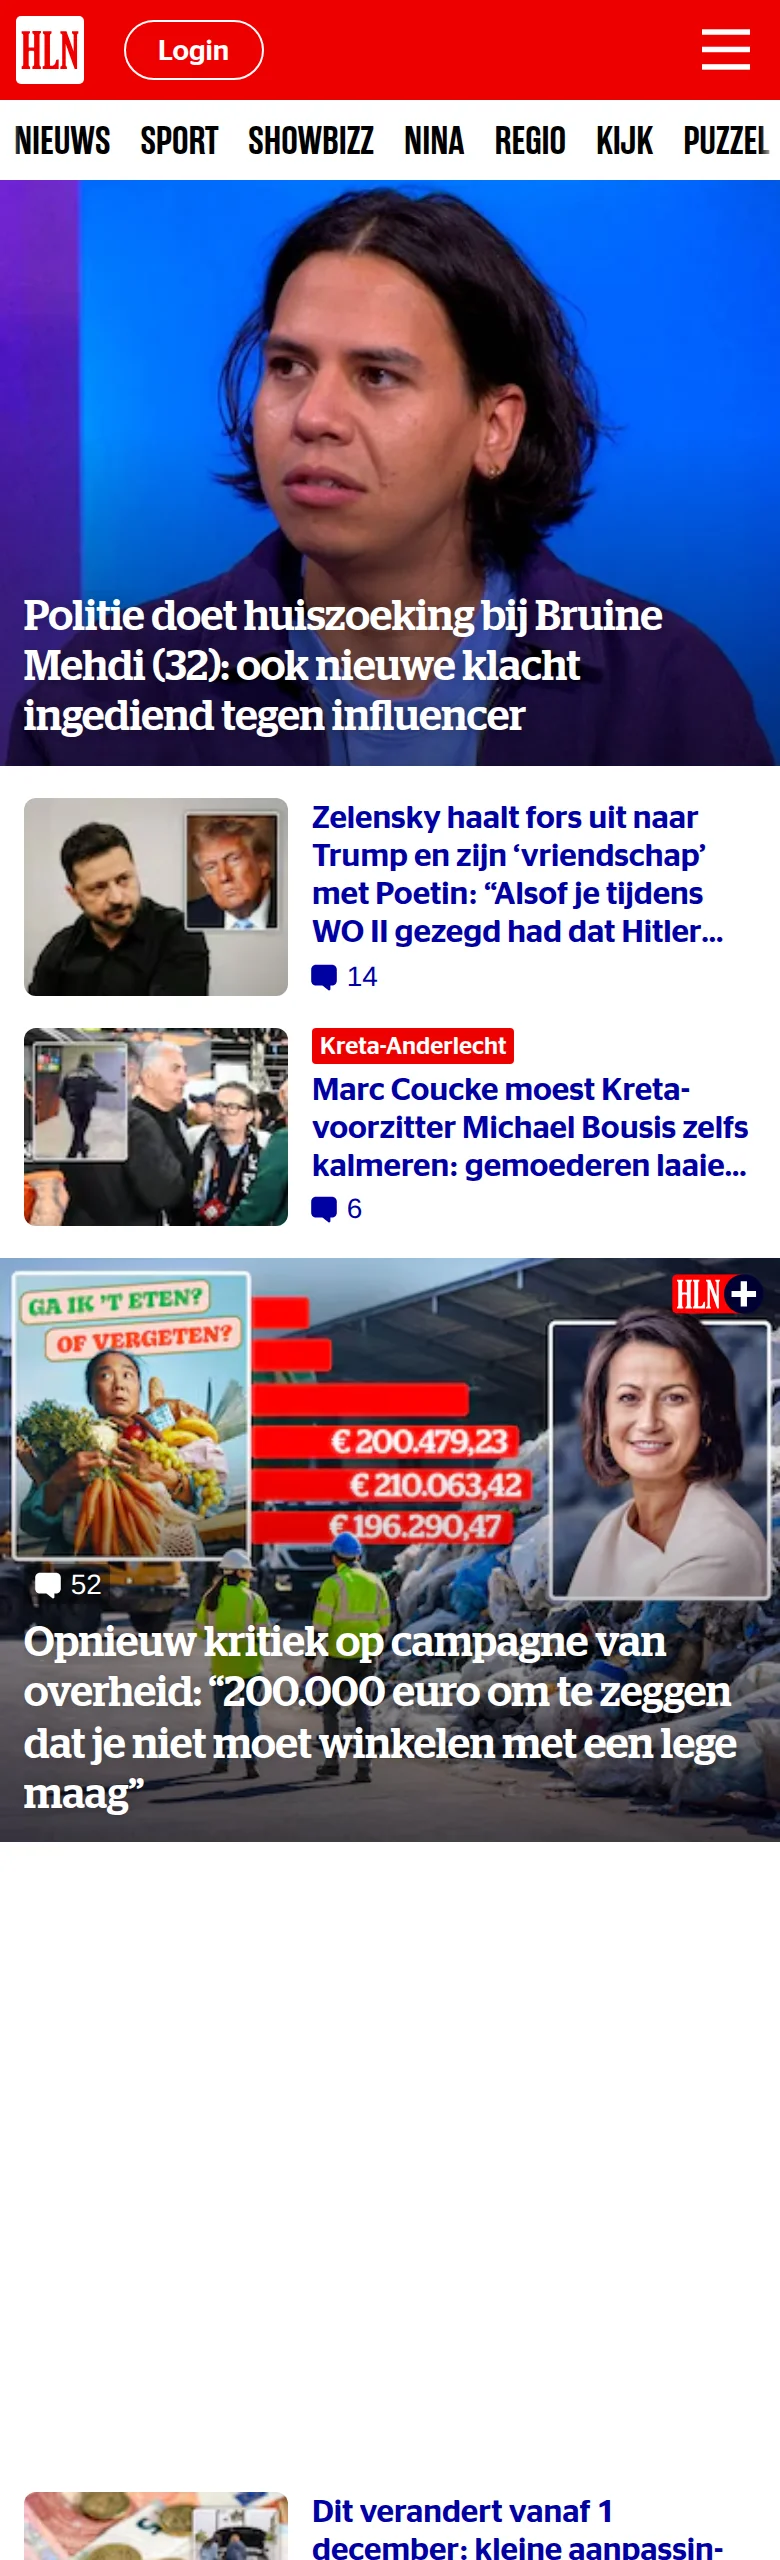 HLN
Login
NIEUWS SPORT SHOWBIZZ NINA REGIO KIJK PUZZEL
Politie doet huiszoeking bij Bruine
Mehdi (32): ook nieuwe klacht
ingediend tegen influencer
Zelensky haalt fors uit naar
Trump en zijn ‘vriendschap’
met Poetin: “Alsof je tijdens
WO II gezegd had dat Hitler...
14
Kreta-Anderlecht
Marc Coucke moest Kreta-
voorzitter Michael Bousis zelfs
kalmeren: gemoederen laaie...
6
HLN+
GA IK 'T ETEN?
OF VERGETEN?
€ 200.479,23
€ 210.063,42
€ 196.290,47
52
Opnieuw kritiek op campagne van
overheid: “200.000 euro om te zeggen
dat je niet moet winkelen met een lege
maag”
Dit verandert vanaf 1
december: kleine aanpassin-